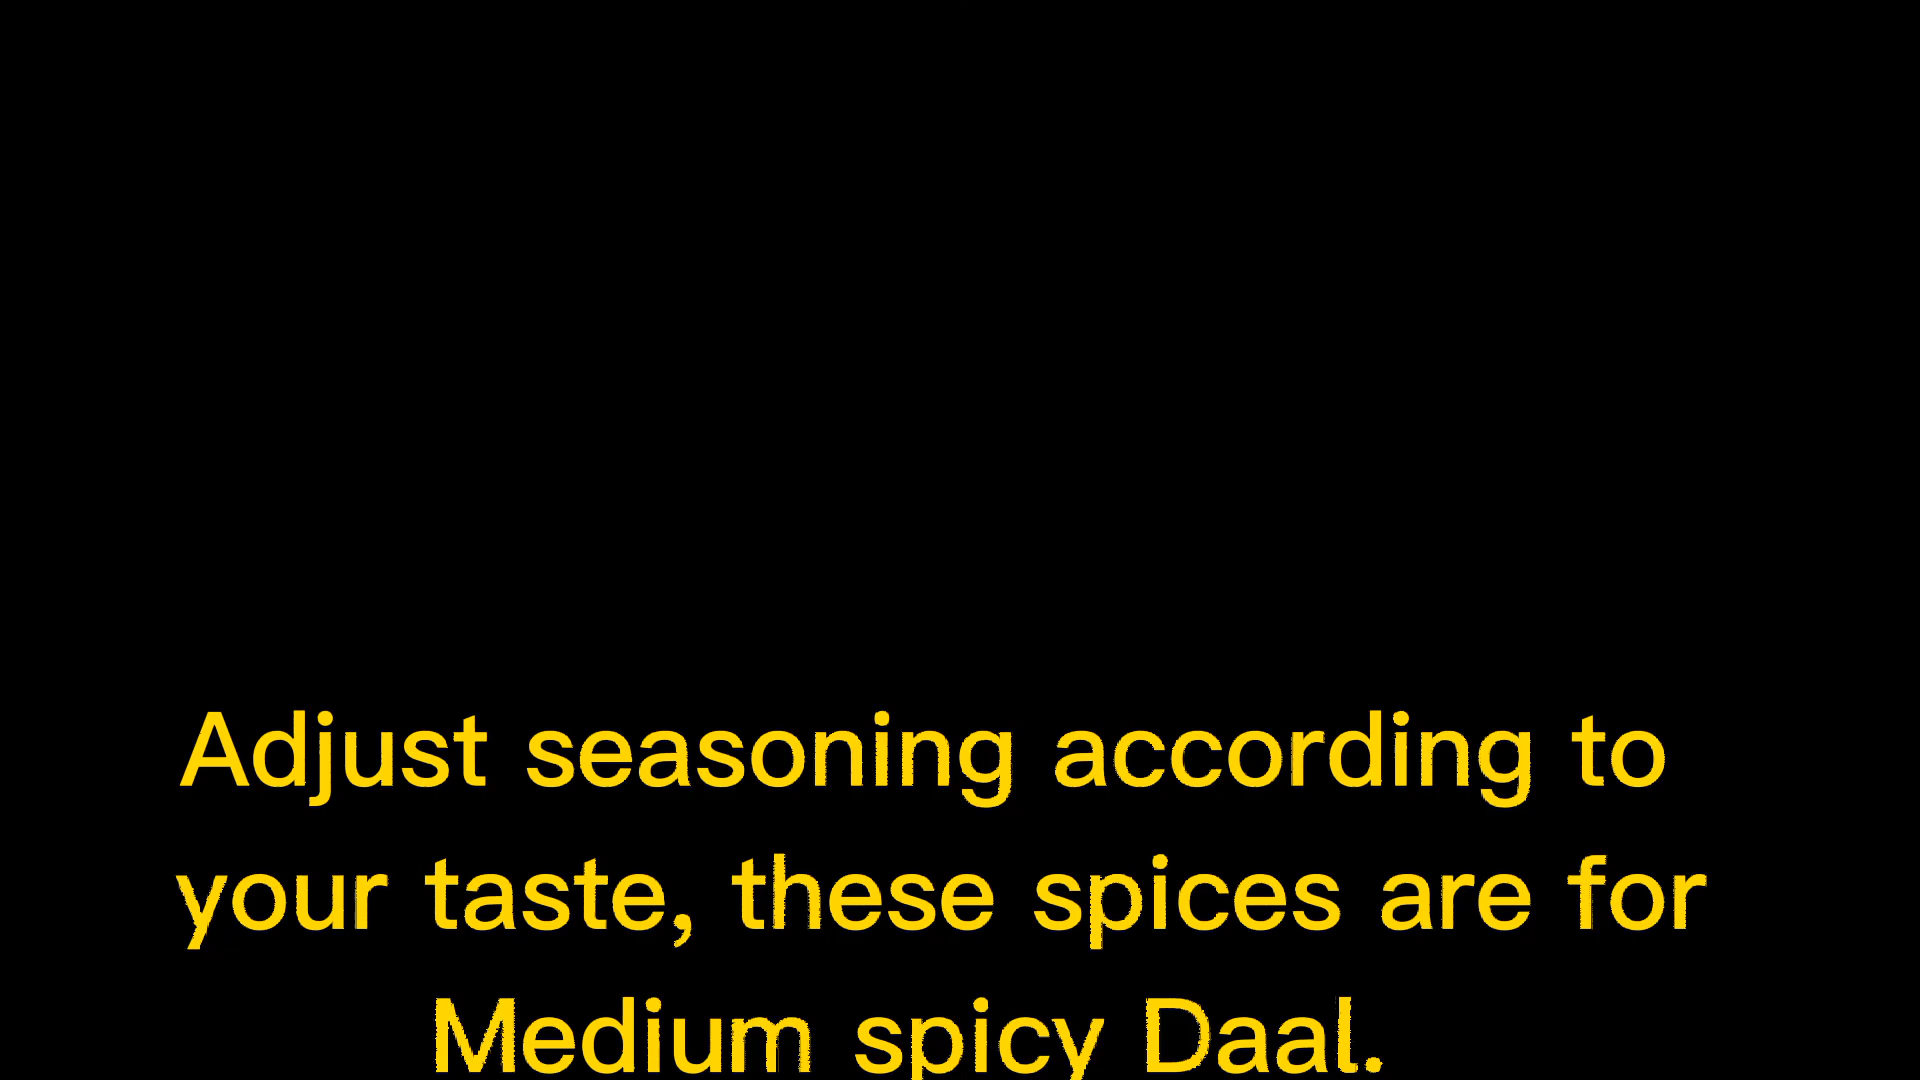 Adjust seasoning according to
your taste, these spices are for
Medium spicy Daal.